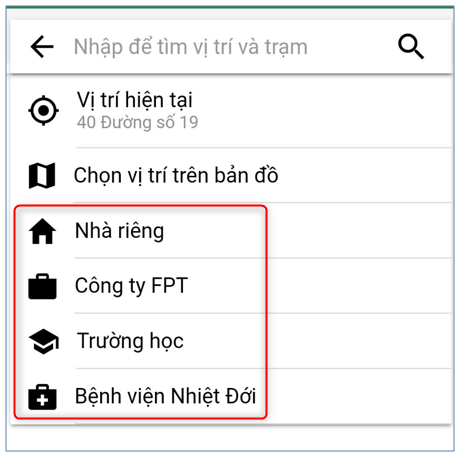 Nhập để tìm vị trí và trạm
Vị trí hiện tại
40 Đường số 19
Chọn vị trí trên bản đồ
Nhà riêng
Công ty FPT
Trường học
Bệnh viện Nhiệt Đới